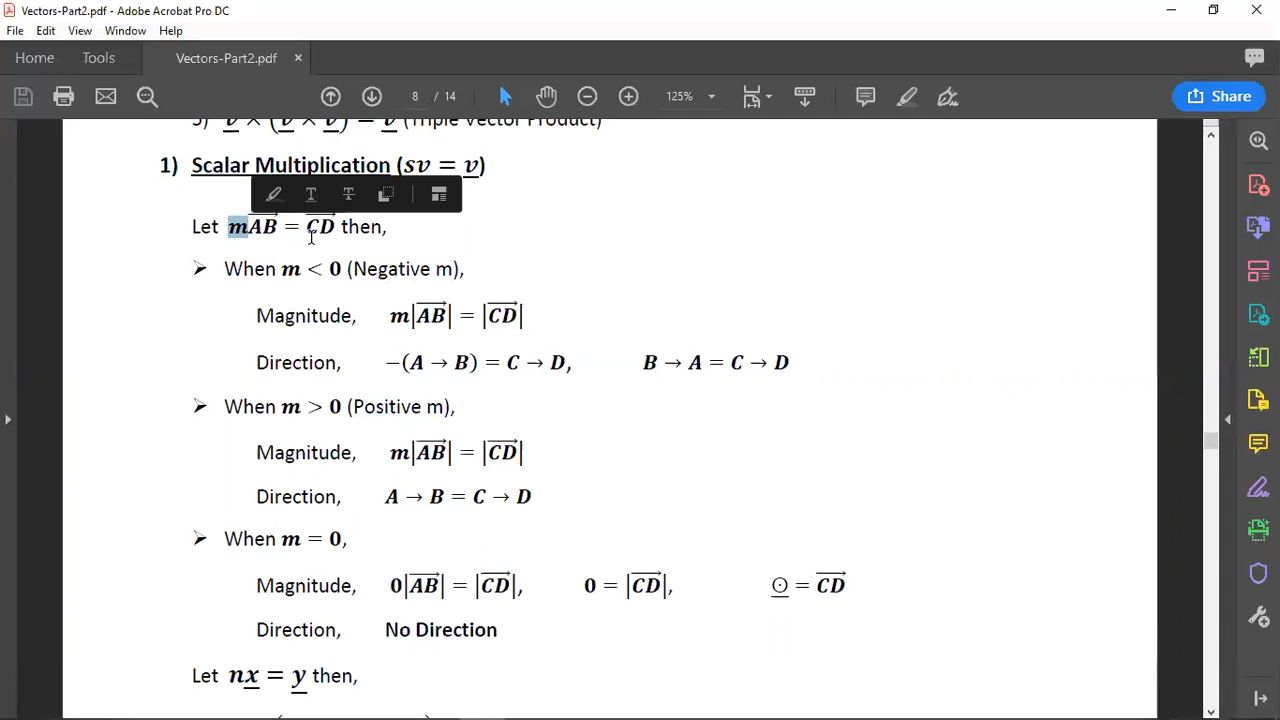 Vectors-Part2.pdf - Adobe Acrobat Pro DC
File Edit View Window Help
Home Tools Vectors-Part2.pdf ×
8 / 14 125% Share
v × (v × v) = v (Triple Vector Product)
1) Scalar Multiplication (sv = v)
Let mAB = CD then,
➢ When m < 0 (Negative m),
Magnitude, m|AB| = |CD|
Direction, −(A → B) = C → D, B → A = C → D
➢ When m > 0 (Positive m),
Magnitude, m|AB| = |CD|
Direction, A → B = C → D
➢ When m = 0,
Magnitude, 0|AB| = |CD|, 0 = |CD|, ⊙ = CD
Direction, No Direction
Let nx = y then,